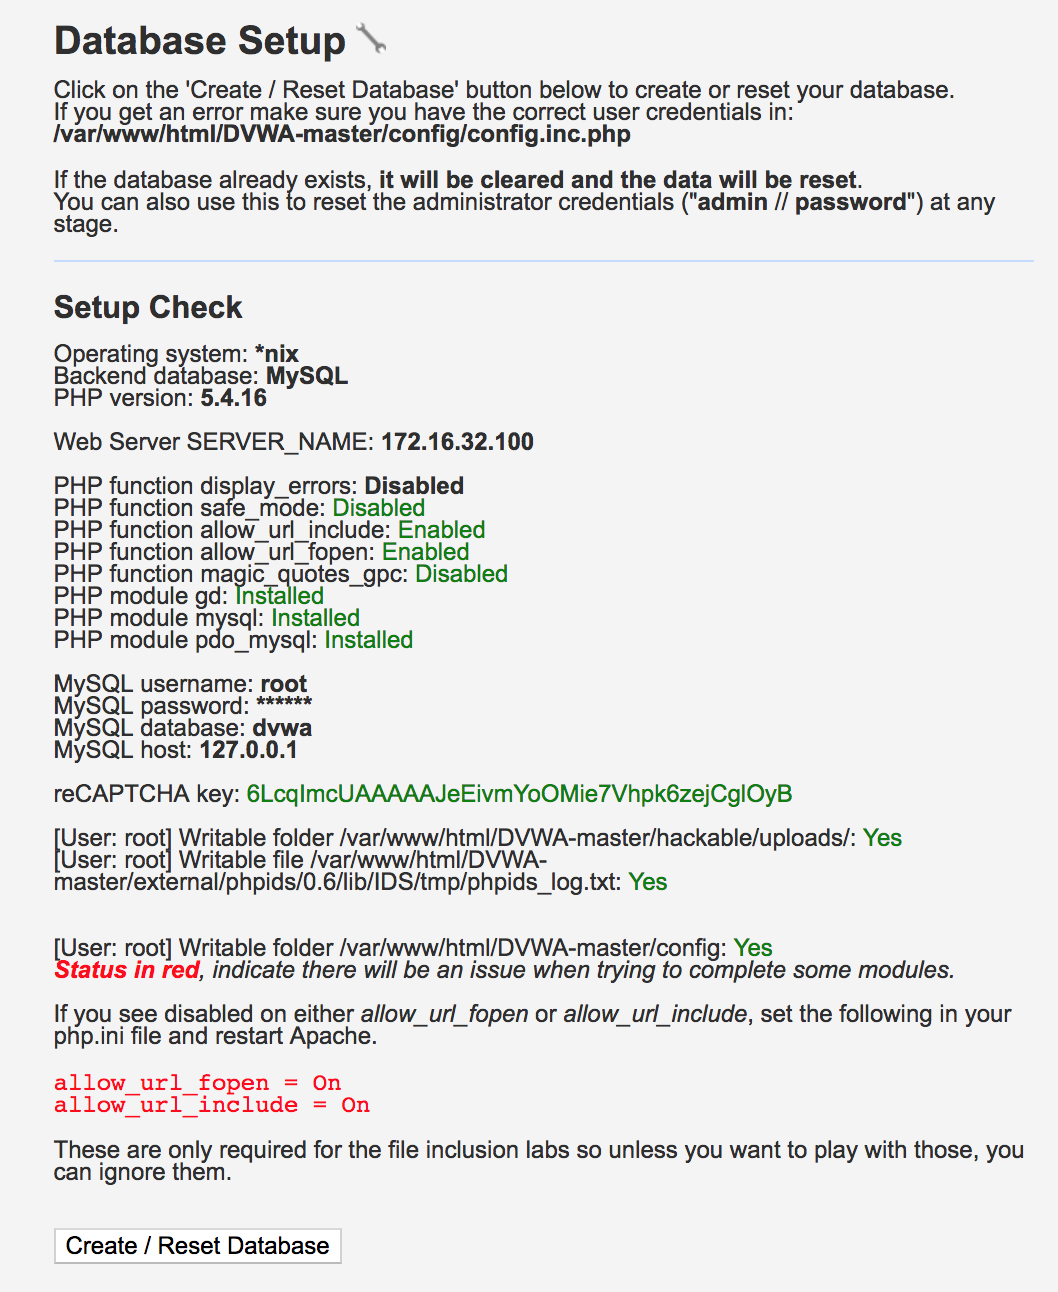 Database Setup
Click on the 'Create / Reset Database' button below to create or reset your database.
If you get an error make sure you have the correct user credentials in:
/var/www/html/DVWA-master/config/config.inc.php
If the database already exists, it will be cleared and the data will be reset.
You can also use this to reset the administrator credentials ("admin // password") at any
stage.
Setup Check
Operating system: *nix
Backend database: MySQL
PHP version: 5.4.16
Web Server SERVER_NAME: 172.16.32.100
PHP function display_errors: Disabled
PHP function safe_mode: Disabled
PHP function allow_url_include: Enabled
PHP function allow_url_fopen: Enabled
PHP function magic_quotes_gpc: Disabled
PHP module gd: Installed
PHP module mysql: Installed
PHP module pdo_mysql: Installed
MySQL username: root
MySQL password: ******
MySQL database: dvwa
MySQL host: 127.0.0.1
reCAPTCHA key: 6LcqImcUAAAAAJeEivmYoOMie7Vhpk6zejCglOyB
[User: root] Writable folder /var/www/html/DVWA-master/hackable/uploads/: Yes
[User: root] Writable file /var/www/html/DVWA-
master/external/phpids/0.6/lib/IDS/tmp/phpids_log.txt: Yes
[User: root] Writable folder /var/www/html/DVWA-master/config: Yes
Status in red, indicate there will be an issue when trying to complete some modules.
If you see disabled on either allow_url_fopen or allow_url_include, set the following in your
php.ini file and restart Apache.
allow_url_fopen = On
allow_url_include = On
These are only required for the file inclusion labs so unless you want to play with those, you
can ignore them.
Create / Reset Database